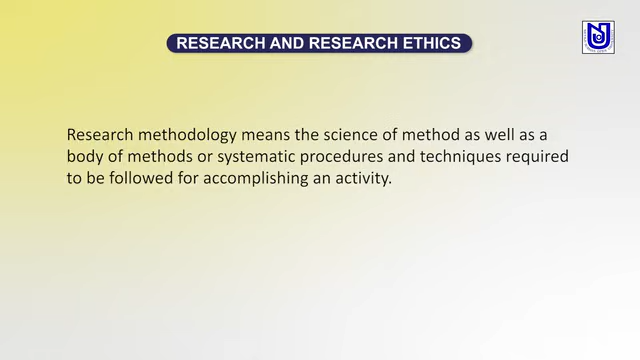 RESEARCH AND RESEARCH ETHICS
Research methodology means the science of method as well as a
body of methods or systematic procedures and techniques required
to be followed for accomplishing an activity.